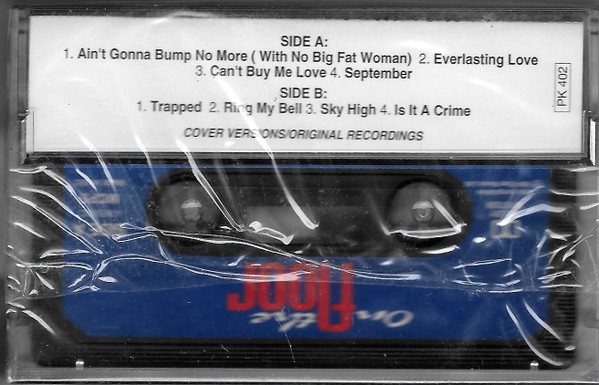 SIDE A:
1. Ain't Gonna Bump No More ( With No Big Fat Woman) 2. Everlasting Love
3. Can't Buy Me Love 4. September
SIDE B:
1. Trapped 2. Ring My Bell 3. Sky High 4. Is It A Crime
COVER VERSIONS/ORIGINAL RECORDINGS
PK 402
On the
FlOOR